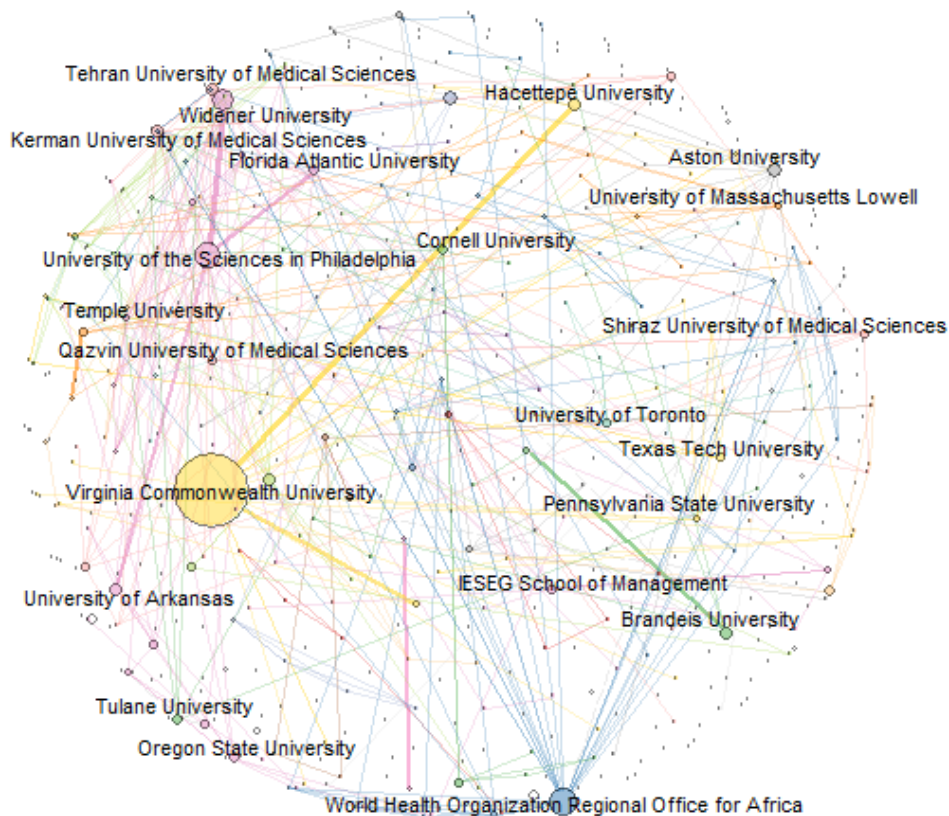 Tehran University of Medical Sciences
Hacettepe University
Widener University
Kerman University of Medical Sciences
Florida Atlantic University
Aston University
University of Massachusetts Lowell
Cornell University
University of the Sciences in Philadelphia
Temple University
Shiraz University of Medical Sciences
Qazvin University of Medical Sciences
University of Toronto
Texas Tech University
Virginia Commonwealth University
Pennsylvania State University
IESEG School of Management
University of Arkansas
Brandeis University
Tulane University
Oregon State University
World Health Organization Regional Office for Africa